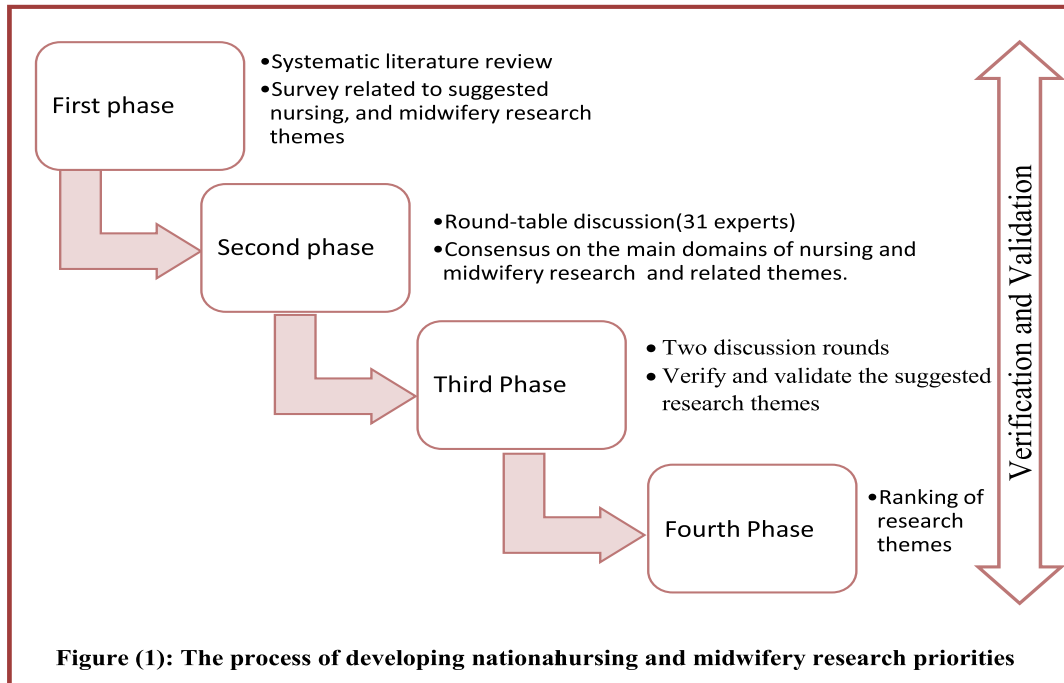 First phase
•Systematic literature review
•Survey related to suggested
nursing, and midwifery research
themes
Second phase
•Round-table discussion(31 experts)
•Consensus on the main domains of nursing and
midwifery research and related themes.
Third Phase
• Two discussion rounds
• Verify and validate the suggested
research themes
Fourth Phase
•Ranking of
research
themes
Verification and Validation
Figure (1): The process of developing nationalnursing and midwifery research priorities